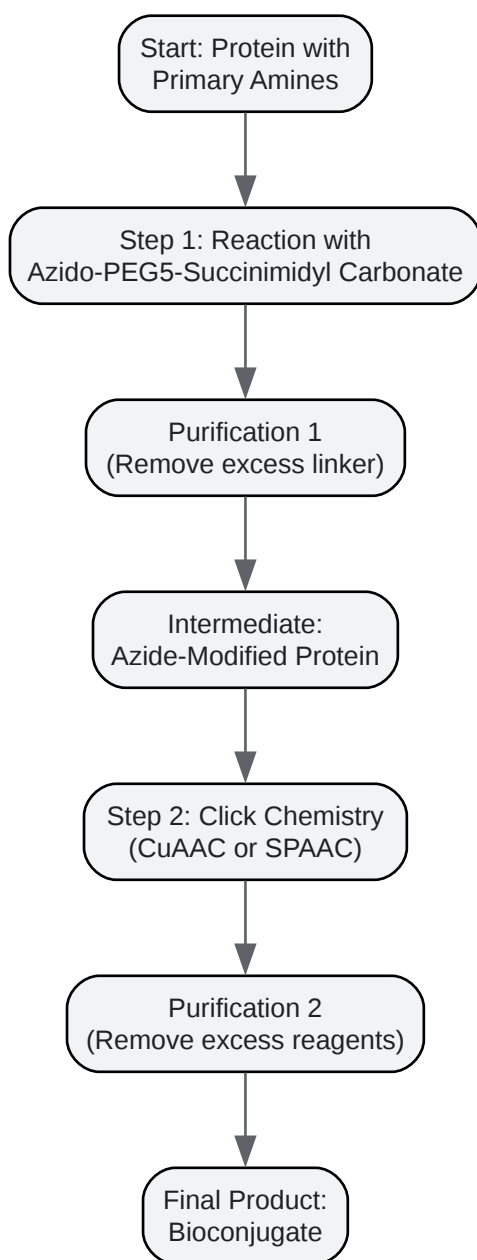 Start: Protein with
Primary Amines
Step 1: Reaction with
Azido-PEG5-Succinimidyl Carbonate
Purification 1
(Remove excess linker)
Intermediate:
Azide-Modified Protein
Step 2: Click Chemistry
(CuAAC or SPAAC)
Purification 2
(Remove excess reagents)
Final Product:
Bioconjugate